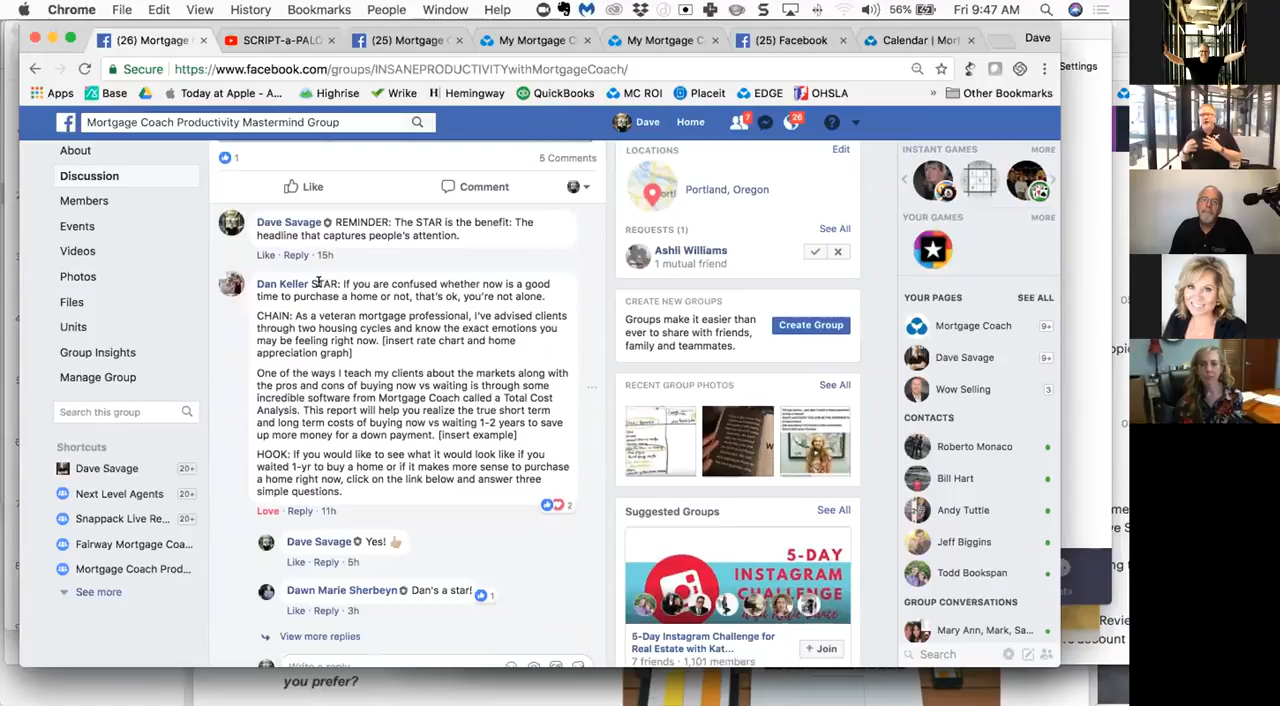 Chrome File Edit View History Bookmarks People Window Help 56% Fri 9:47 AM
(26) Mortgage
SCRIPT-a-PALO
(25) Mortgage
My Mortgage C
My Mortgage C
(25) Facebook
Calendar | Mort
Dave
Secure https://www.facebook.com/groups/INSANEPRODUCTIVITYwithMortgageCoach/
Settings
Apps Base Today at Apple - A... Highrise Write Hemingway QuickBooks MC ROI Placeit EDGE OHSLA » Other Bookmarks
Mortgage Coach Productivity Mastermind Group
Dave Home 7 26
About
Discussion
Members
Events
Videos
Photos
Files
Units
Group Insights
Manage Group
Search this group
Shortcuts
Dave Savage 20+
Next Level Agents 20+
Snappack Live Re... 20+
Fairway Mortgage Coa...
Mortgage Coach Prod...
See more
1
5 Comments
Like Comment
Dave Savage REMINDER: The STAR is the benefit: The
headline that captures people's attention.
Like · Reply · 15h
Dan Keller STAR: If you are confused whether now is a good
time to purchase a home or not, that's ok, you're not alone.
CHAIN: As a veteran mortgage professional, I've advised clients
through two housing cycles and know the exact emotions you
may be feeling right now. [insert rate chart and home
appreciation graph]
One of the ways I teach my clients about the markets along with
the pros and cons of buying now vs waiting is through some
incredible software from Mortgage Coach called a Total Cost
Analysis. This report will help you realize the true short term
and long term costs of buying now vs waiting 1-2 years to save
up more money for a down payment. [insert example]
HOOK: If you would like to see what it would look like if you
waited 1-yr to buy a home or if it makes more sense to purchase
a home right now, click on the link below and answer three
simple questions.
Love · Reply · 11h
2
Dave Savage Yes!
Like · Reply · 5h
Dawn Marie Sherbeyn Dan's a star!
1
Like · Reply · 3h
View more replies
Write a reply...
you prefer?
LOCATIONS Edit
Portland, Oregon
REQUESTS (1) See All
Ashli Williams
1 mutual friend
CREATE NEW GROUPS
Groups make it easier than
ever to share with friends,
family and teammates.
Create Group
RECENT GROUP PHOTOS See All
Suggested Groups See All
5-DAY
INSTAGRAM
CHALLENGE
5-Day Instagram Challenge for
Real Estate with Kat...
7 friends · 1,101 members
+ Join
INSTANT GAMES MORE
YOUR GAMES MORE
YOUR PAGES SEE ALL
Mortgage Coach 9+
Dave Savage 9+
Wow Selling 3
CONTACTS
Roberto Monaco
Bill Hart
Andy Tuttle
Jeff Biggins
Todd Bookspan
GROUP CONVERSATIONS
Mary Ann, Mark, Sa...
Search